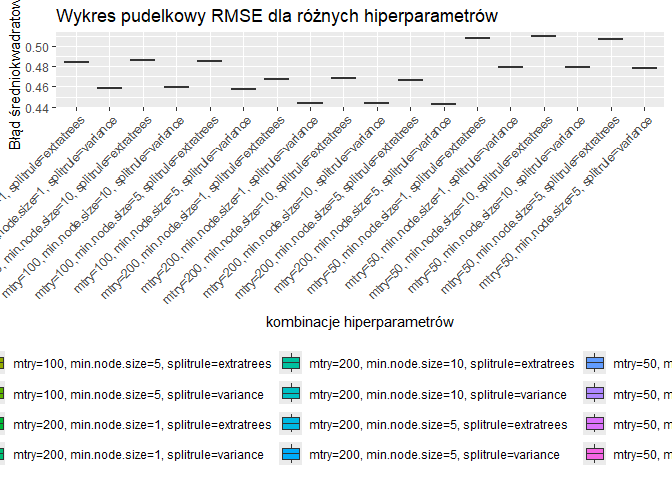 Wykres pudelkowy RMSE dla różnych hiperparametrów
Błąd średniokwadratow
0.50
0.48
0.46
0.44
=1, splitrule=extratrees
node.size=1, splitrule=variance
min.node.size=10, splitrule=extratrees
mtry=100, min.node.size=10, splitrule=variance
mtry=100, min.node.size=5, splitrule=extratrees
mtry=100, min.node.size=5, splitrule=variance
mtry=200, min.node.size=1, splitrule=extratrees
mtry=200, min.node.size=1, splitrule=variance
mtry=200, min.node.size=10, splitrule=extratrees
mtry=200, min.node.size=10, splitrule=variance
mtry=200, min.node.size=5, splitrule=extratrees
mtry=200, min.node.size=5, splitrule=variance
mtry=50, min.node.size=1, splitrule=extratrees
mtry=50, min.node.size=1, splitrule=variance
mtry=50, min.node.size=10, splitrule=extratrees
mtry=50, min.node.size=10, splitrule=variance
mtry=50, min.node.size=5, splitrule=extratrees
mtry=50, min.node.size=5, splitrule=variance
kombinacje hiperparametrów
mtry=100, min.node.size=5, splitrule=extratrees
mtry=200, min.node.size=10, splitrule=extratrees
mtry=50, m
mtry=100, min.node.size=5, splitrule=variance
mtry=200, min.node.size=10, splitrule=variance
mtry=50, m
mtry=200, min.node.size=1, splitrule=extratrees
mtry=200, min.node.size=5, splitrule=extratrees
mtry=50, m
mtry=200, min.node.size=1, splitrule=variance
mtry=200, min.node.size=5, splitrule=variance
mtry=50, m